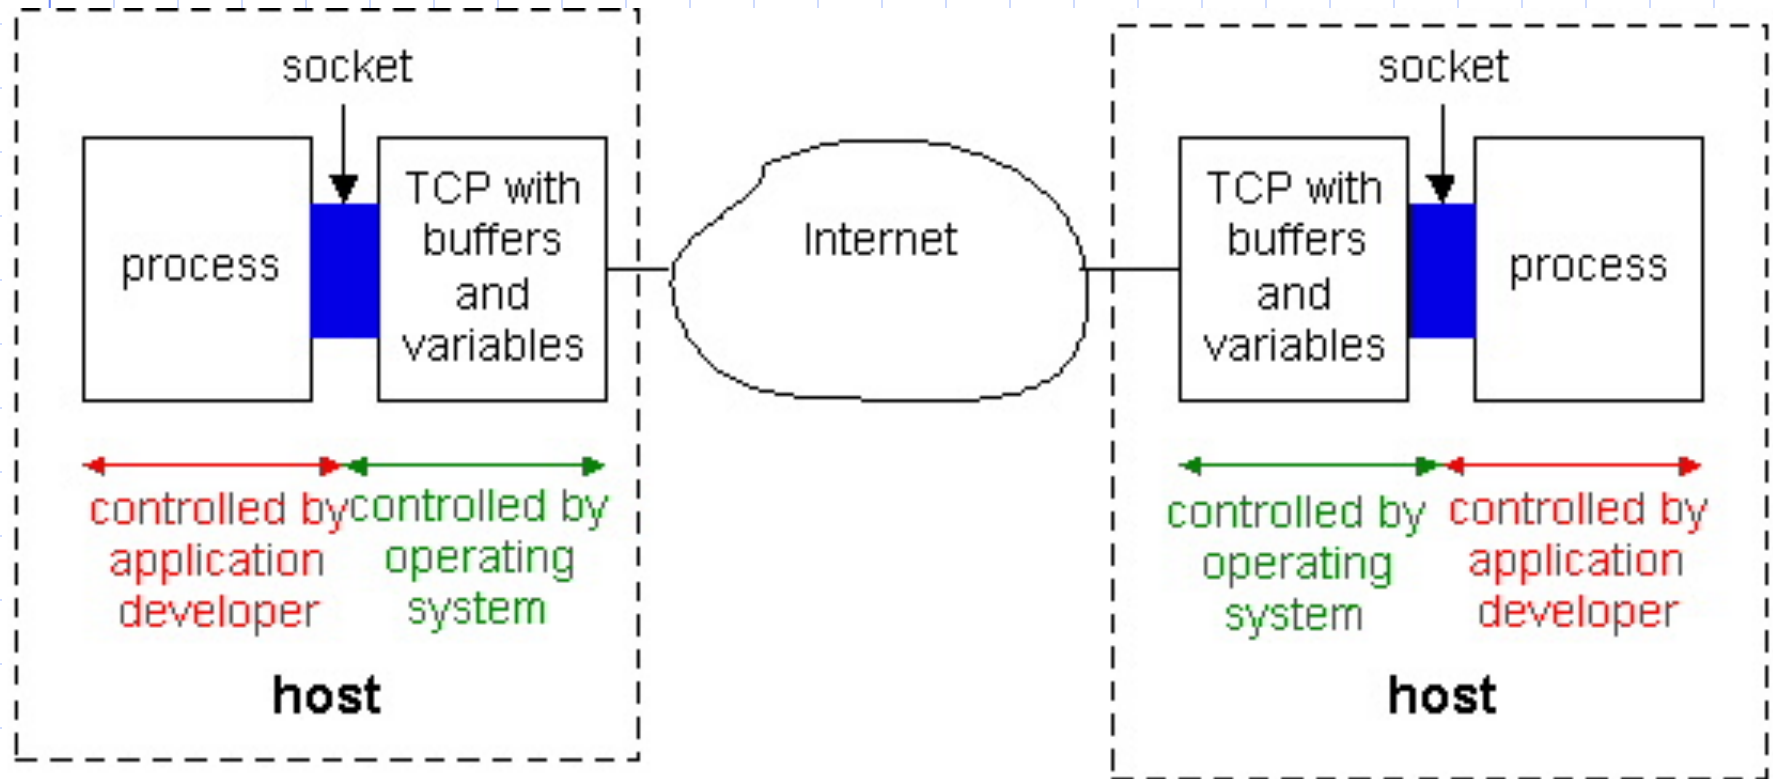 socket
process
TCP with
buffers
and
variables
controlled by
application
developer
controlled by
operating
system
host
Internet
socket
TCP with
buffers
and
variables
process
controlled by
operating
system
controlled by
application
developer
host